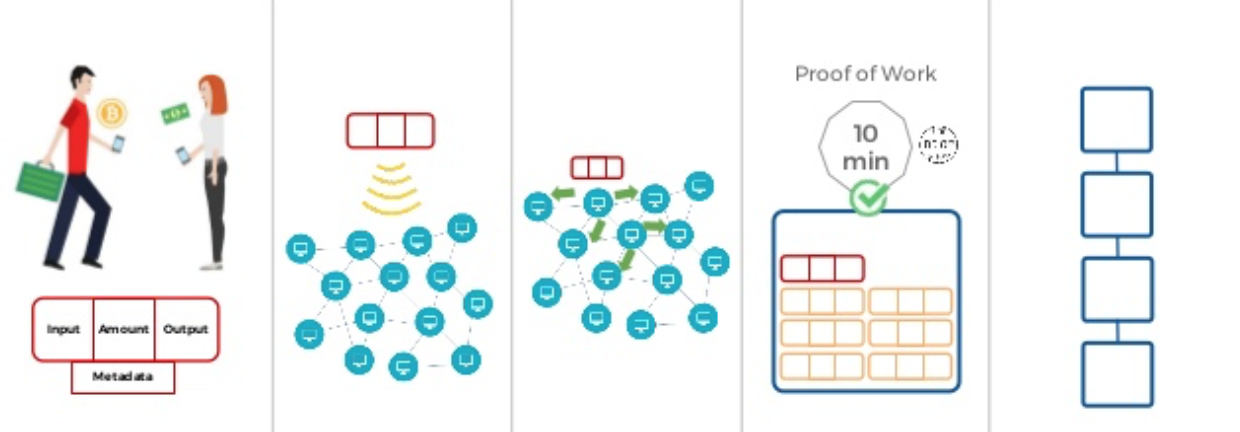 Input Amount Output
Metadata
Proof of Work
10
min